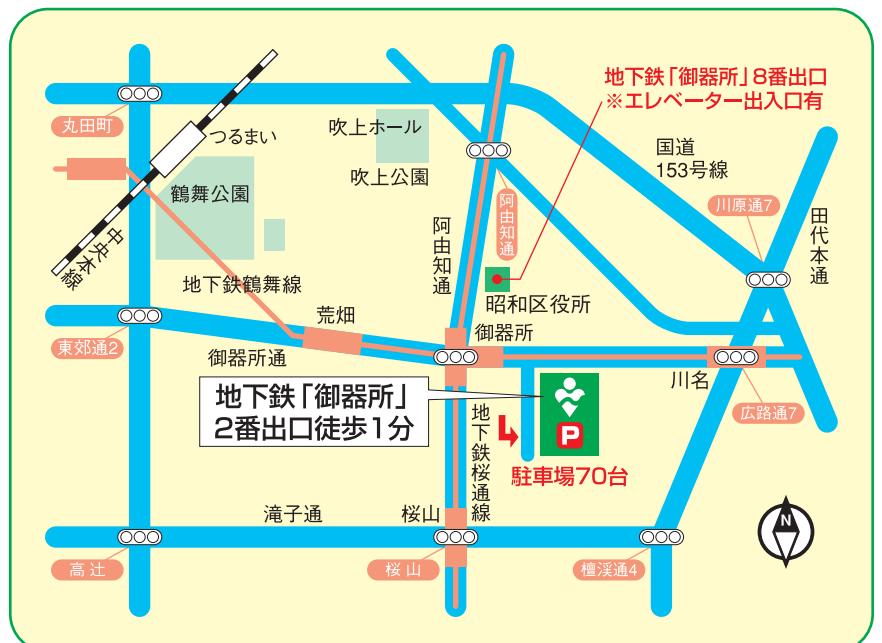 地下鉄「御器所」8番出口
※エレベーター出入口有
丸田町
つるまい
吹上ホール
国道
153号線
吹上公園
鶴舞公園
阿由知通
川原通7
田代本通
阿由知通
中央本線
地下鉄鶴舞線
昭和区役所
荒畑
御器所
東郊通2
御器所通
川名
地下鉄「御器所」
2番出口徒歩1分
P
広路通7
地下鉄桜通線
駐車場70台
滝子通
桜山
N
高辻
桜山
檀渓通4